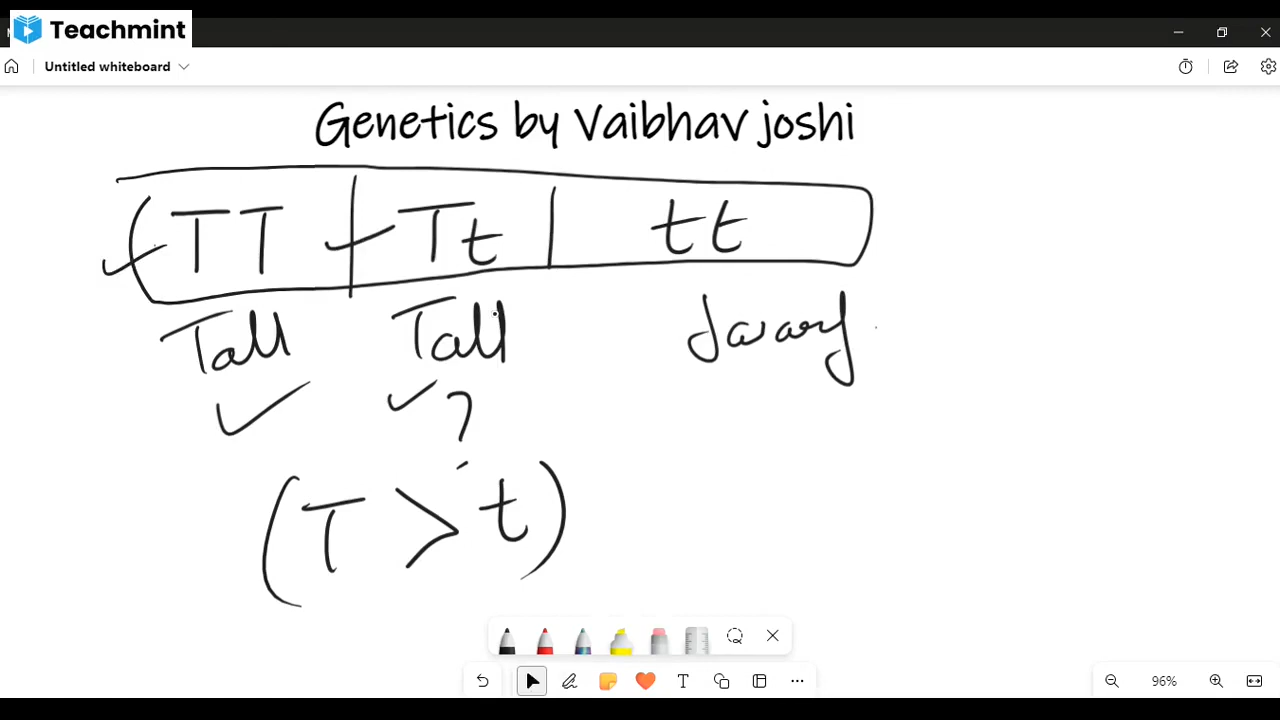 Teachmint
Untitled whiteboard
Genetics by Vaibhav joshi
TT | Tt | tt
Tall Tall dwarf
?
(T > t)
96%